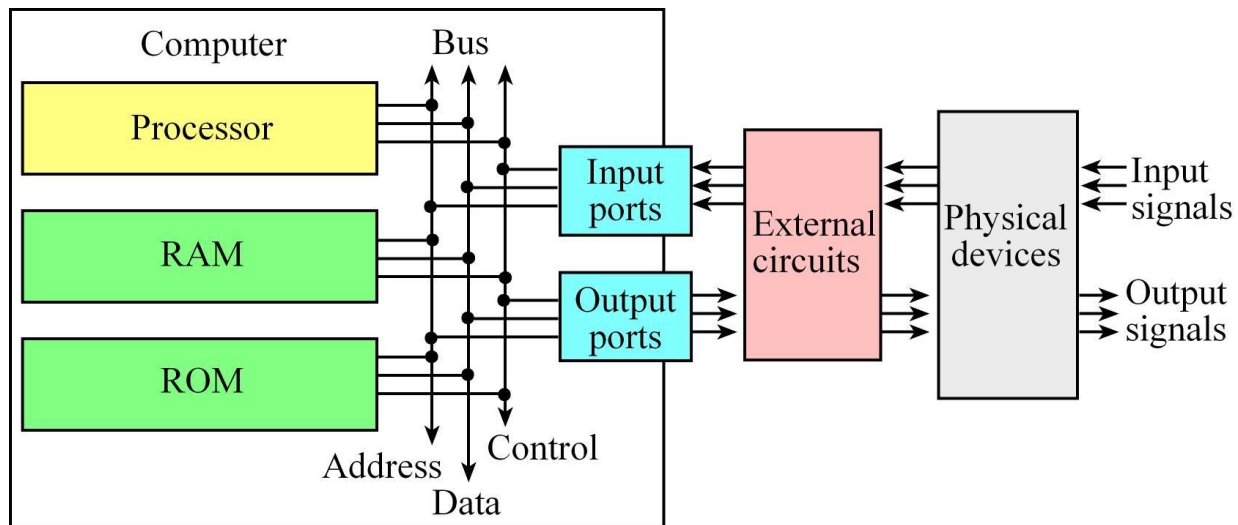 Computer
Bus
Processor
RAM
ROM
Address
Data
Control
Input
ports
Output
ports
External
circuits
Physical
devices
Input
signals
Output
signals